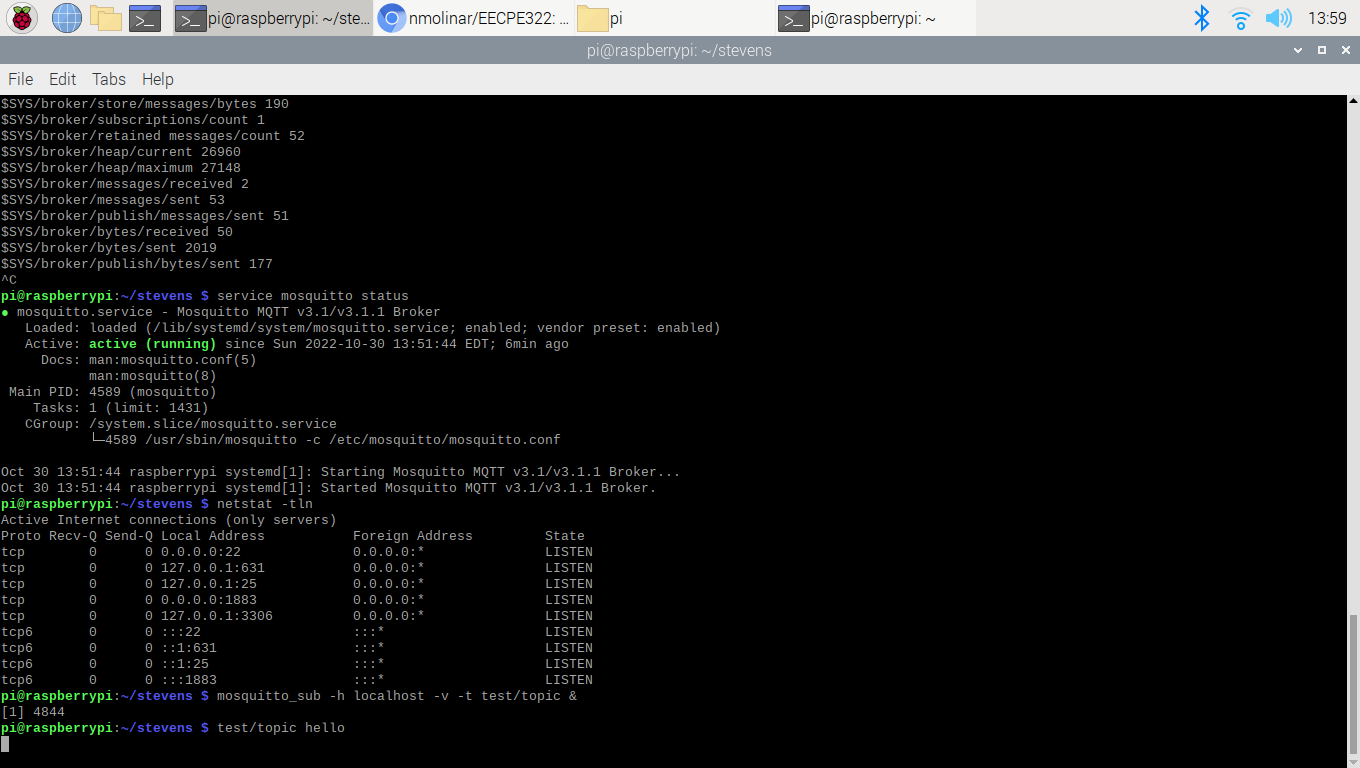 pi@raspberrypi: ~/ste... nmolinar/EECPE322: ... pi pi@raspberrypi: ~ 13:59
pi@raspberrypi: ~/stevens
File Edit Tabs Help
$SYS/broker/store/messages/bytes 190
$SYS/broker/subscriptions/count 1
$SYS/broker/retained messages/count 52
$SYS/broker/heap/current 26960
$SYS/broker/heap/maximum 27148
$SYS/broker/messages/received 2
$SYS/broker/messages/sent 53
$SYS/broker/publish/messages/sent 51
$SYS/broker/bytes/received 50
$SYS/broker/bytes/sent 2019
$SYS/broker/publish/bytes/sent 177
^C
pi@raspberrypi:~/stevens $ service mosquitto status
● mosquitto.service - Mosquitto MQTT v3.1/v3.1.1 Broker
   Loaded: loaded (/lib/systemd/system/mosquitto.service; enabled; vendor preset: enabled)
   Active: active (running) since Sun 2022-10-30 13:51:44 EDT; 6min ago
     Docs: man:mosquitto.conf(5)
           man:mosquitto(8)
 Main PID: 4589 (mosquitto)
    Tasks: 1 (limit: 1431)
   CGroup: /system.slice/mosquitto.service
           └─4589 /usr/sbin/mosquitto -c /etc/mosquitto/mosquitto.conf
Oct 30 13:51:44 raspberrypi systemd[1]: Starting Mosquitto MQTT v3.1/v3.1.1 Broker...
Oct 30 13:51:44 raspberrypi systemd[1]: Started Mosquitto MQTT v3.1/v3.1.1 Broker.
pi@raspberrypi:~/stevens $ netstat -tln
Active Internet connections (only servers)
Proto Recv-Q Send-Q Local Address           Foreign Address         State
tcp        0      0 0.0.0.0:22              0.0.0.0:*               LISTEN
tcp        0      0 127.0.0.1:631           0.0.0.0:*               LISTEN
tcp        0      0 127.0.0.1:25            0.0.0.0:*               LISTEN
tcp        0      0 0.0.0.0:1883            0.0.0.0:*               LISTEN
tcp        0      0 127.0.0.1:3306          0.0.0.0:*               LISTEN
tcp6       0      0 :::22                   :::*                    LISTEN
tcp6       0      0 ::1:631                 :::*                    LISTEN
tcp6       0      0 ::1:25                  :::*                    LISTEN
tcp6       0      0 :::1883                 :::*                    LISTEN
pi@raspberrypi:~/stevens $ mosquitto_sub -h localhost -v -t test/topic &
[1] 4844
pi@raspberrypi:~/stevens $ test/topic hello